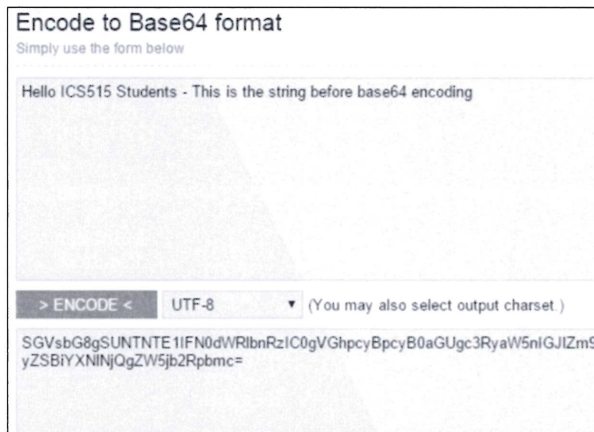 Encode to Base64 format
Simply use the form below
Hello ICS515 Students - This is the string before base64 encoding
> ENCODE < UTF-8 (You may also select output charset.)
SGVsbG8gSUNTNTE1IFN0dWRlbnRzIC0gVGhpcyBpcyB0aGUgc3RyaW5nIGJlZm9
yZSBiYXNlNjQgZW5jb2Rpbmc=